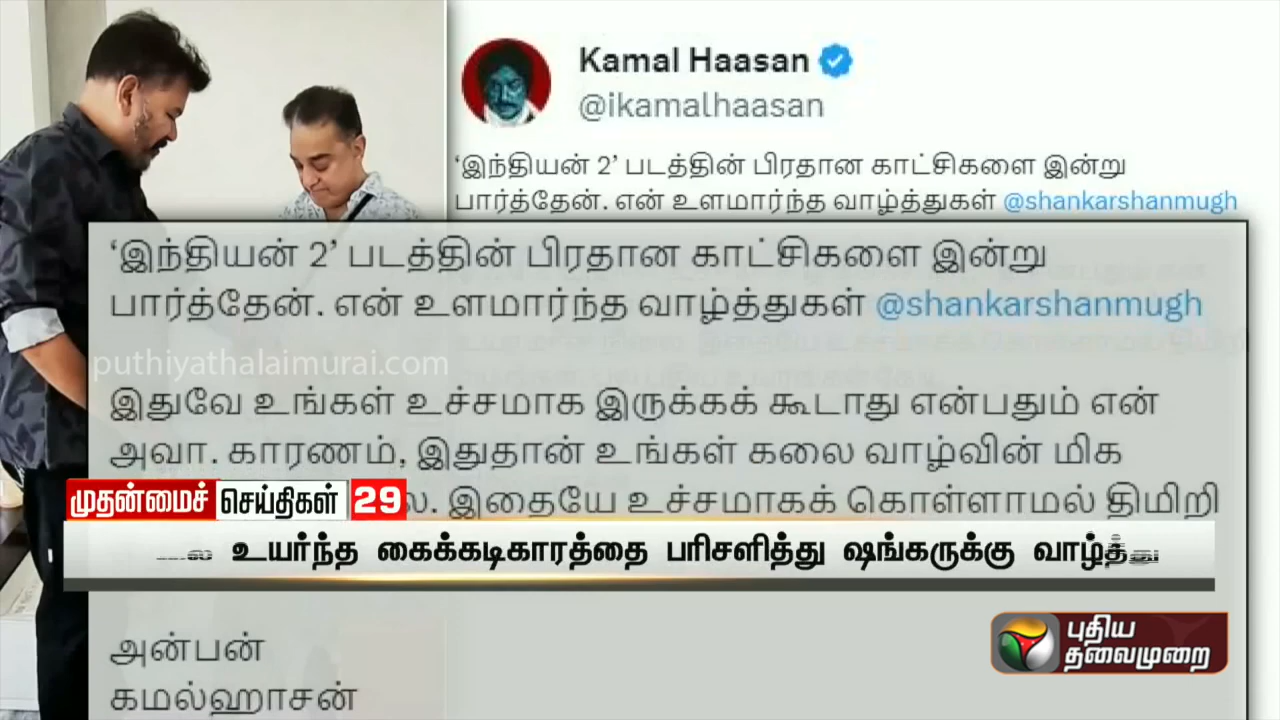 Kamal Haasan
@ikamalhaasan
‘இந்தியன் 2’ படத்தின் பிரதான காட்சிகளை இன்று
பார்த்தேன். என் உளமார்ந்த வாழ்த்துகள் @shankarshanmugh
‘இந்தியன் 2’ படத்தின் பிரதான காட்சிகளை இன்று
பார்த்தேன். என் உளமார்ந்த வாழ்த்துகள் @shankarshanmugh
puthiyathalaimurai.com
இதுவே உங்கள் உச்சமாக இருக்கக் கூடாது என்பதும் என்
அவா. காரணம், இதுதான் உங்கள் கலை வாழ்வின் மிக
இதையே உச்சமாகக் கொள்ளாமல் திமிறி
முதன்மைச் செய்திகள் 29
உயர்ந்த கைக்கடிகாரத்தை பரிசளித்து ஷங்கருக்கு
அன்பன்
கமல்ஹாசன்
புதிய
தலைமுறை